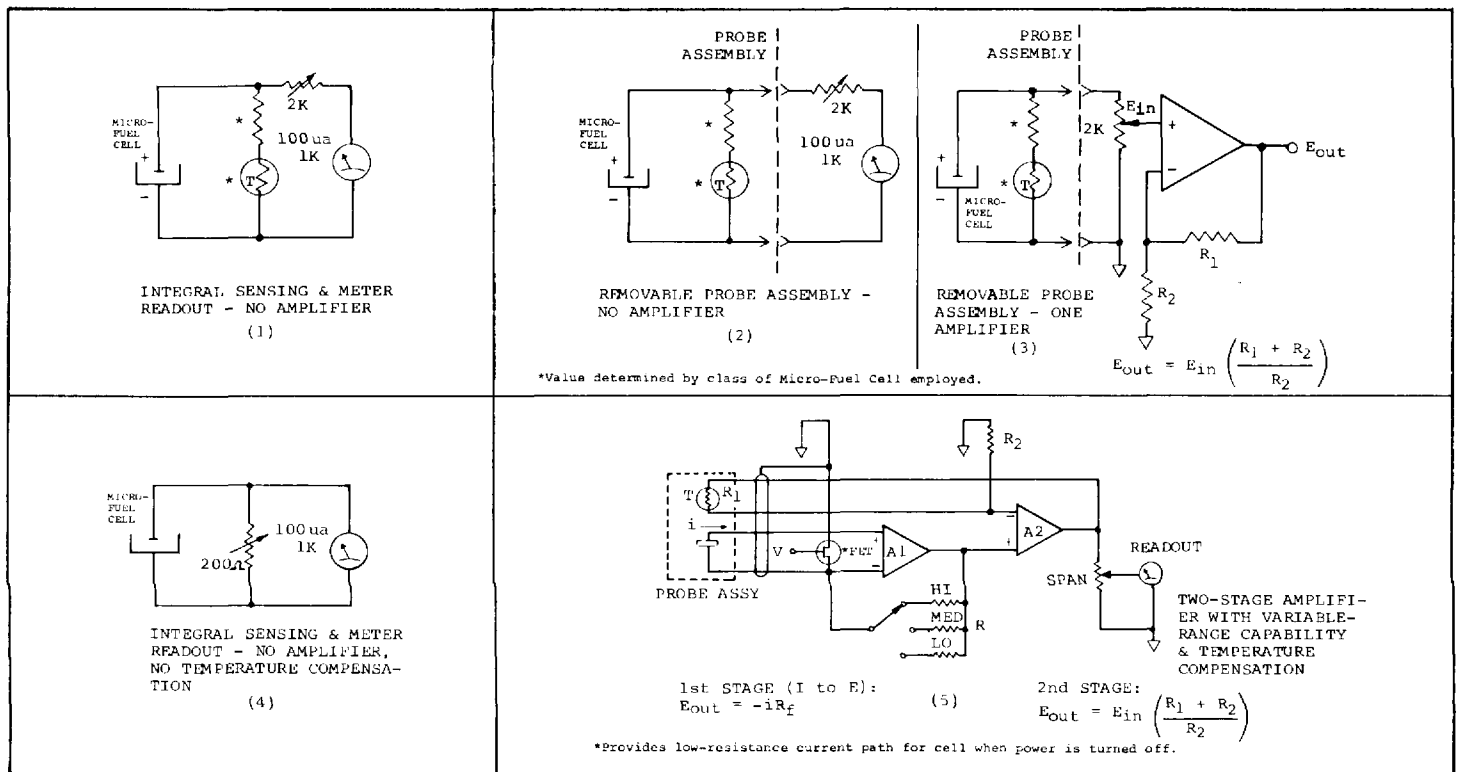 MICRO-
FUEL
CELL
+
-
*
*
T
2K
100ua
1K
INTEGRAL SENSING & METER
READOUT - NO AMPLIFIER
(1)
PROBE
ASSEMBLY
MICRO-
FUEL
CELL
+
-
*
*
T
2K
100ua
1K
REMOVABLE PROBE ASSEMBLY -
NO AMPLIFIER
(2)
PROBE
ASSEMBLY
+
-
*
*
T
MICRO-
FUEL
CELL
2K
Ein
+
-
Eout
R1
R2
REMOVABLE PROBE
ASSEMBLY - ONE
AMPLIFIER
(3)
Eout = Ein (R1 + R2 / R2)
*Value determined by class of Micro-Fuel Cell employed.
MICRO-
FUEL
CELL
200Ω
100ua
1K
INTEGRAL SENSING & METER
READOUT - NO AMPLIFIER,
NO TEMPERATURE COMPENSA-
TION
(4)
R2
T
R1
i
V
*FET
+
-
A1
-
+
A2
PROBE ASSY
HI
MED
LO
R
SPAN
READOUT
TWO-STAGE AMPLIFI-
ER WITH VARIABLE-
RANGE CAPABILITY
& TEMPERATURE
COMPENSATION
1st STAGE (I to E):
Eout = -iRf
(5)
2nd STAGE:
Eout = Ein (R1 + R2 / R2)
*Provides low-resistance current path for cell when power is turned off.